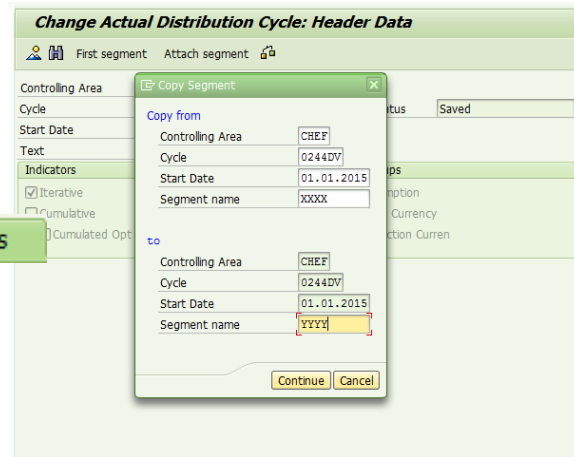 Change Actual Distribution Cycle: Header Data
First segment Attach segment
Controlling Area
Cycle
tus Saved
Start Date
Text
Indicators
ps
Iterative
mption
Cumulative
Currency
Cumulated Opt
ction Curren
s
Copy Segment
Copy from
Controlling Area CHEF
Cycle 0244DV
Start Date 01.01.2015
Segment name XXXX
to
Controlling Area CHEF
Cycle 0244DV
Start Date 01.01.2015
Segment name YYYY
Continue Cancel